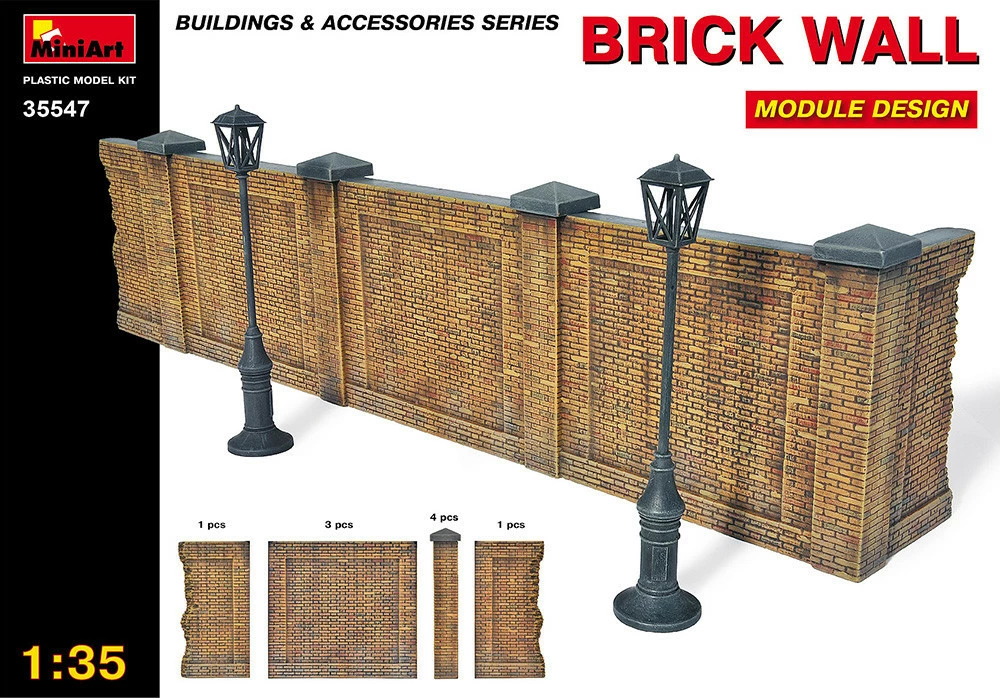 MiniArt
PLASTIC MODEL KIT
35547
BUILDINGS & ACCESSORIES SERIES
BRICK WALL
MODULE DESIGN
1 pcs
3 pcs
4 pcs
1 pcs
1:35